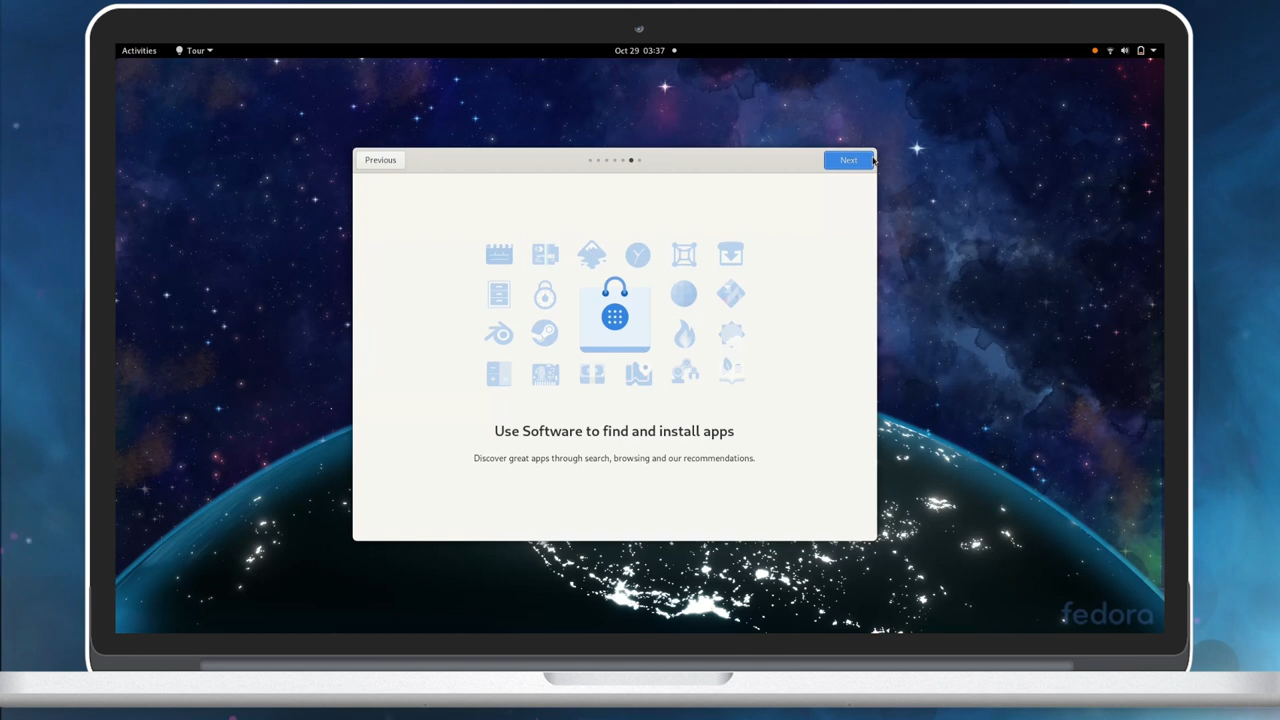 Activities
Tour
Oct 29 03:37
Previous
Next
Use Software to find and install apps
Discover great apps through search, browsing and our recommendations.
fedora